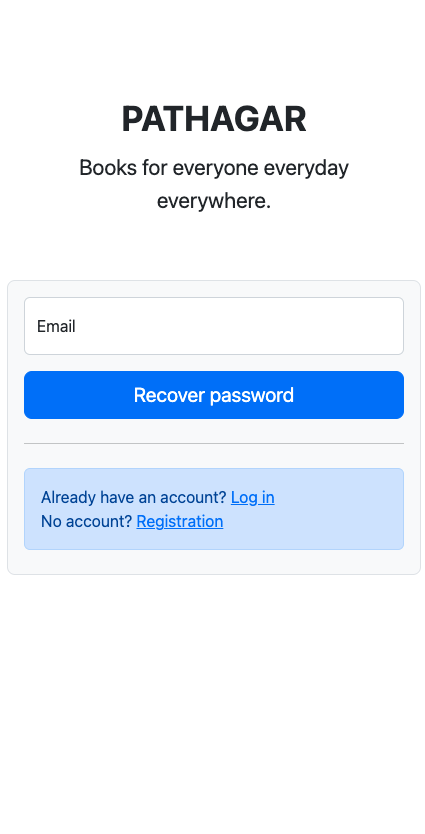 PATHAGAR
Books for everyone everyday
everywhere.
Email
Recover password
Already have an account? Log in
No account? Registration